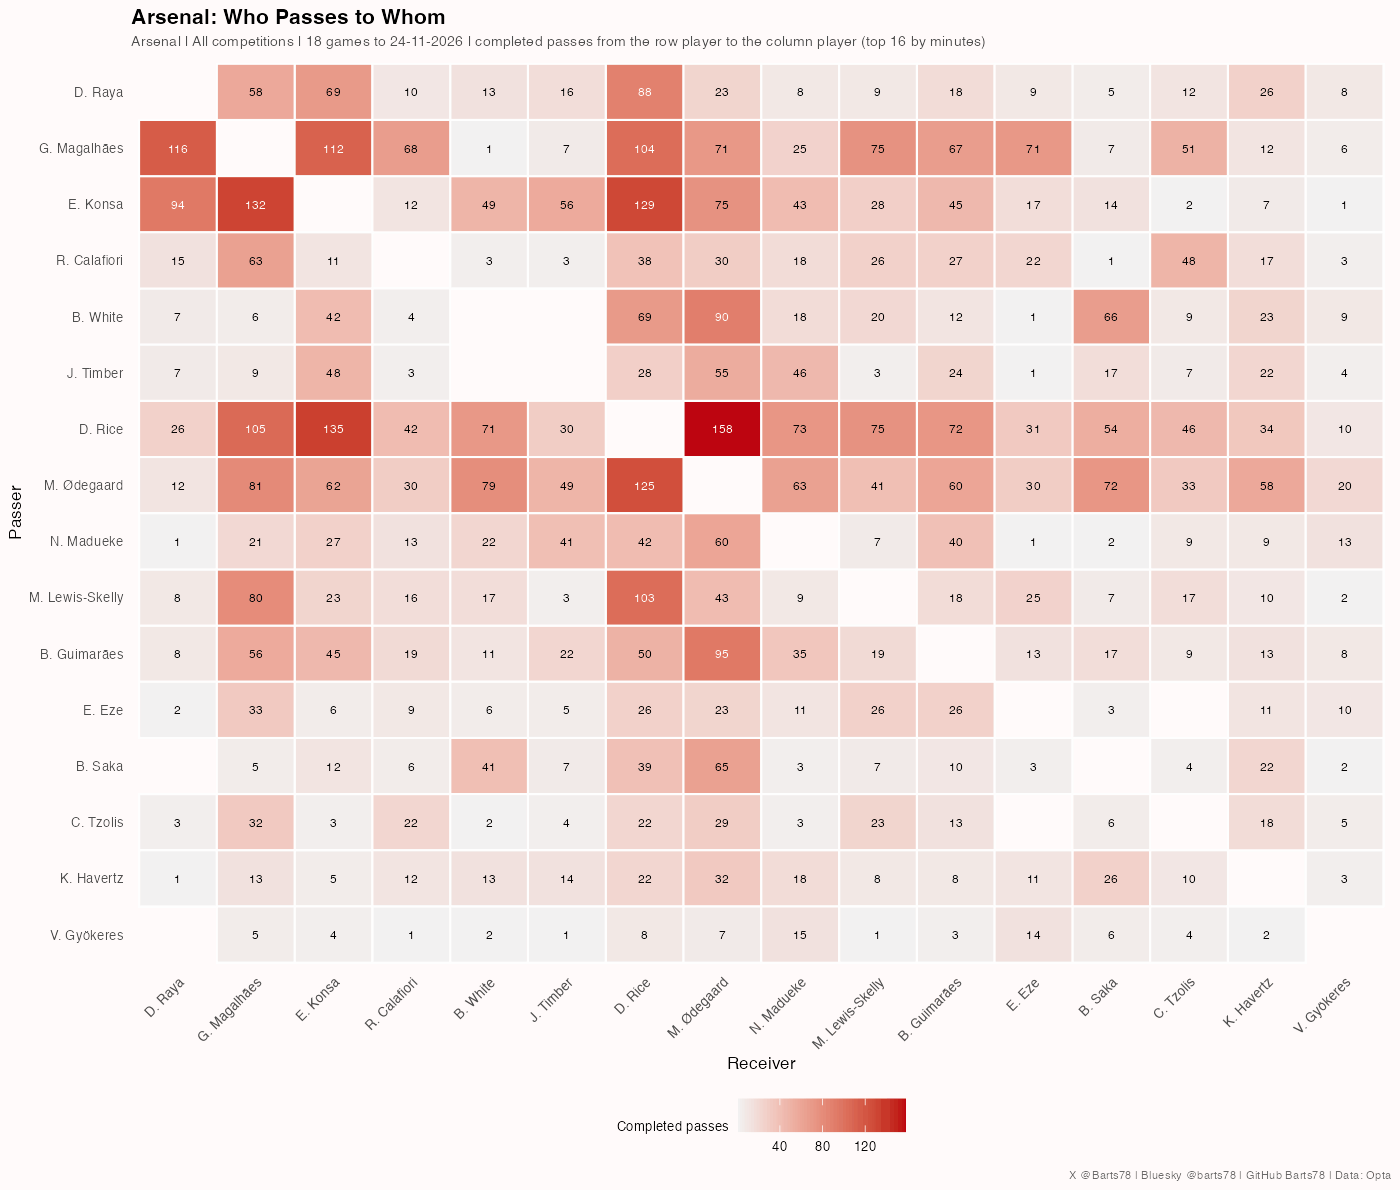 Arsenal: Who Passes to Whom
Arsenal | All competitions | 18 games to 24-11-2026 | completed passes from the row player to the column player (top 16 by minutes)
Passer
D. Raya 58 69 10 13 16 88 23 8 9 18 9 5 12 26 8
G. Magalhães 116 112 68 1 7 104 71 25 75 67 71 7 51 12 6
E. Konsa 94 132 12 49 56 129 75 43 28 45 17 14 2 7 1
R. Calafiori 15 63 11 3 3 38 30 18 26 27 22 1 48 17 3
B. White 7 6 42 4 69 90 18 20 12 1 66 9 23 9
J. Timber 7 9 48 3 28 55 46 3 24 1 17 7 22 4
D. Rice 26 105 135 42 71 30 158 73 75 72 31 54 46 34 10
M. Ødegaard 12 81 62 30 79 49 125 63 41 60 30 72 33 58 20
N. Madueke 1 21 27 13 22 41 42 60 7 40 1 2 9 9 13
M. Lewis-Skelly 8 80 23 16 17 3 103 43 9 18 25 7 17 10 2
B. Guimarães 8 56 45 19 11 22 50 95 35 19 13 17 9 13 8
E. Eze 2 33 6 9 6 5 26 23 11 26 26 3 11 10
B. Saka 5 12 6 41 7 39 65 3 7 10 3 4 22 2
C. Tzolis 3 32 3 22 2 4 22 29 3 23 13 6 18 5
K. Havertz 1 13 5 12 13 14 22 32 18 8 8 11 26 10 3
V. Gyökeres 5 4 1 2 1 8 7 15 1 3 14 6 4 2
D. Raya G. Magalhães E. Konsa R. Calafiori B. White J. Timber D. Rice M. Ødegaard N. Madueke M. Lewis-Skelly B. Guimarães E. Eze B. Saka C. Tzolis K. Havertz V. Gyökeres
Receiver
Completed passes
40 80 120
X @Barts78 | Bluesky @barts78 | GitHub Barts78 | Data: Opta